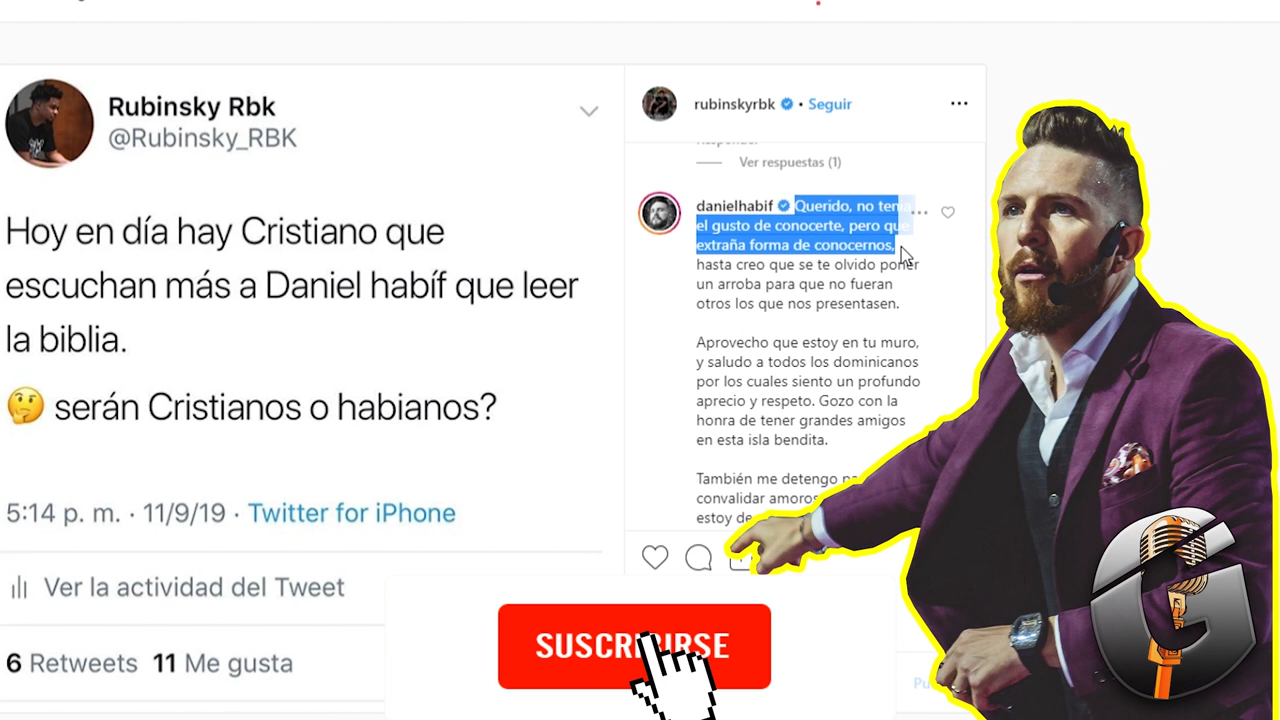 Rubinsky Rbk
@Rubinsky_RBK
Hoy en día hay Cristiano que
escuchan más a Daniel habíf que leer
la biblia.
🤔 serán Cristianos o habianos?
5:14 p. m. · 11/9/19 · Twitter for iPhone
Ver la actividad del Tweet
6 Retweets 11 Me gusta
rubinskyrbk • Seguir
Ver respuestas (1)
danielhabif Querido, no tenia
el gusto de conocerte, pero que
extraña forma de conocernos,
hasta creo que se te olvido poner
un arroba para que no fueran
otros los que nos presentasen.
Aprovecho que estoy en tu muro,
y saludo a todos los dominicanos
por los cuales siento un profundo
aprecio y respeto. Gozo con la
honra de tener grandes amigos
en esta isla bendita.
También me detengo
convalidar
estoy
SUSCRIBIRSE
G